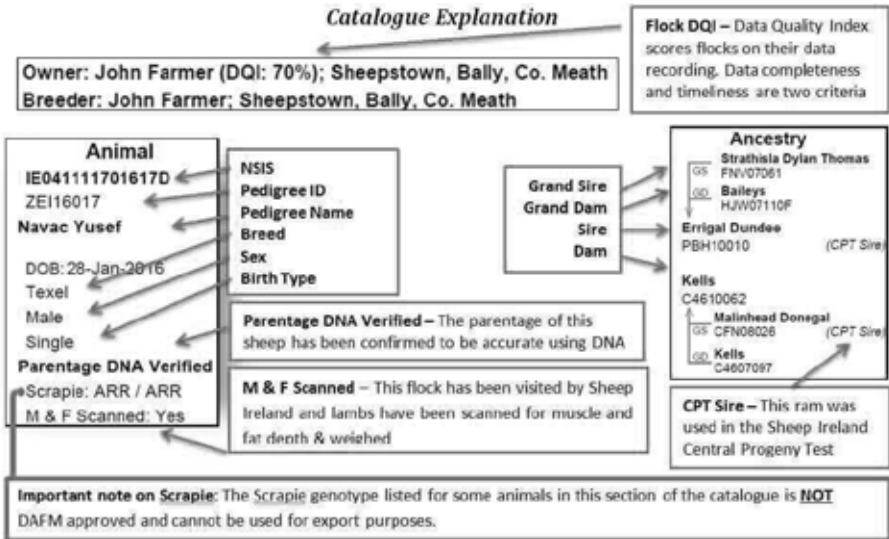 Catalogue Explanation
Flock DQI – Data Quality Index
scores flocks on their data
recording. Data completeness
and timeliness are two criteria
Owner: John Farmer (DQI: 70%); Sheepstown, Bally, Co. Meath
Breeder: John Farmer; Sheepstown, Bally, Co. Meath
Animal
IE041111701617D
ZEI16017
Navac Yusef
DOB: 28-Jan-2016
Texel
Male
Single
Parentage DNA Verified
Scrapie: ARR / ARR
M & F Scanned: Yes
NSIS
Pedigree ID
Pedigree Name
Breed
Sex
Birth Type
Grand Sire
Grand Dam
Sire
Dam
Ancestry
Strathisla Dylan Thomas
GS FNV07061
GD Baileys
HJW07110F
Errigal Dundee
PBH10010 (CPT Sire)
Kells
C4610062
Malinhead Donegal
GS CFN08026 (CPT Sire)
GD Kells
C4607097
Parentage DNA Verified – The parentage of this
sheep has been confirmed to be accurate using DNA
M & F Scanned – This flock has been visited by Sheep
Ireland and lambs have been scanned for muscle and
fat depth & weighed
CPT Sire – This ram was
used in the Sheep Ireland
Central Progeny Test
Important note on Scrapie: The Scrapie genotype listed for some animals in this section of the catalogue is NOT
DAFM approved and cannot be used for export purposes.